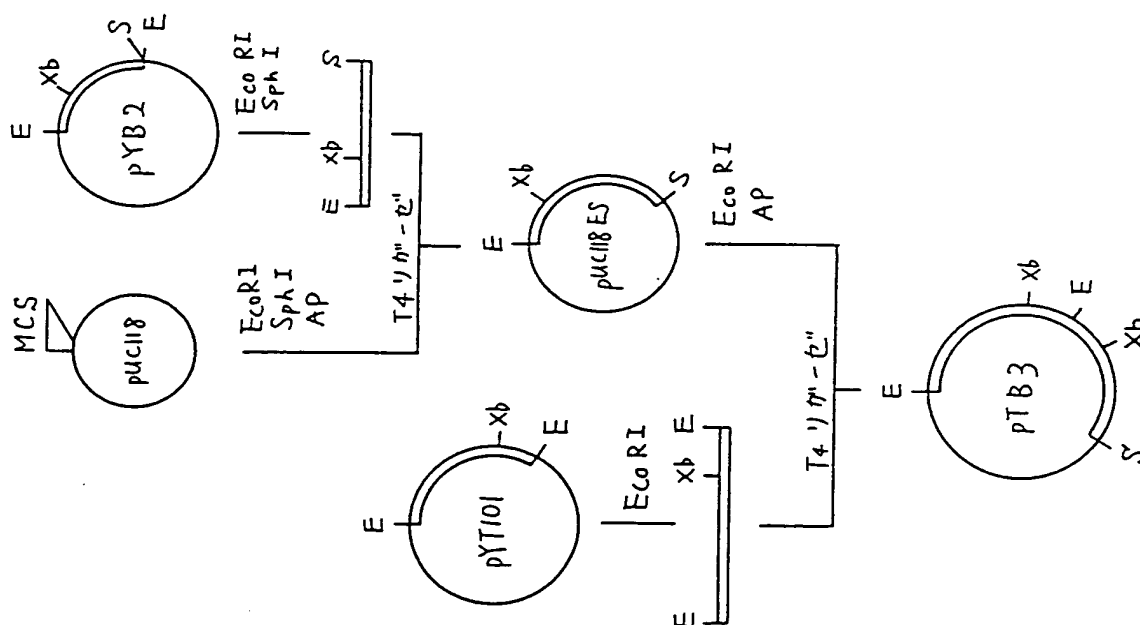 MCS
pUC118
EcoRI
SphI
AP
E
Xb
S
E
pYB2
EcoRI
SphI
E
Xb
S
T4リガーゼ
E
Xb
E
pYT101
EcoRI
E
Xb
E
E
Xb
S
pUC118ES
EcoRI
AP
T4リガーゼ
E
Xb
E
Xb
S
pTB3